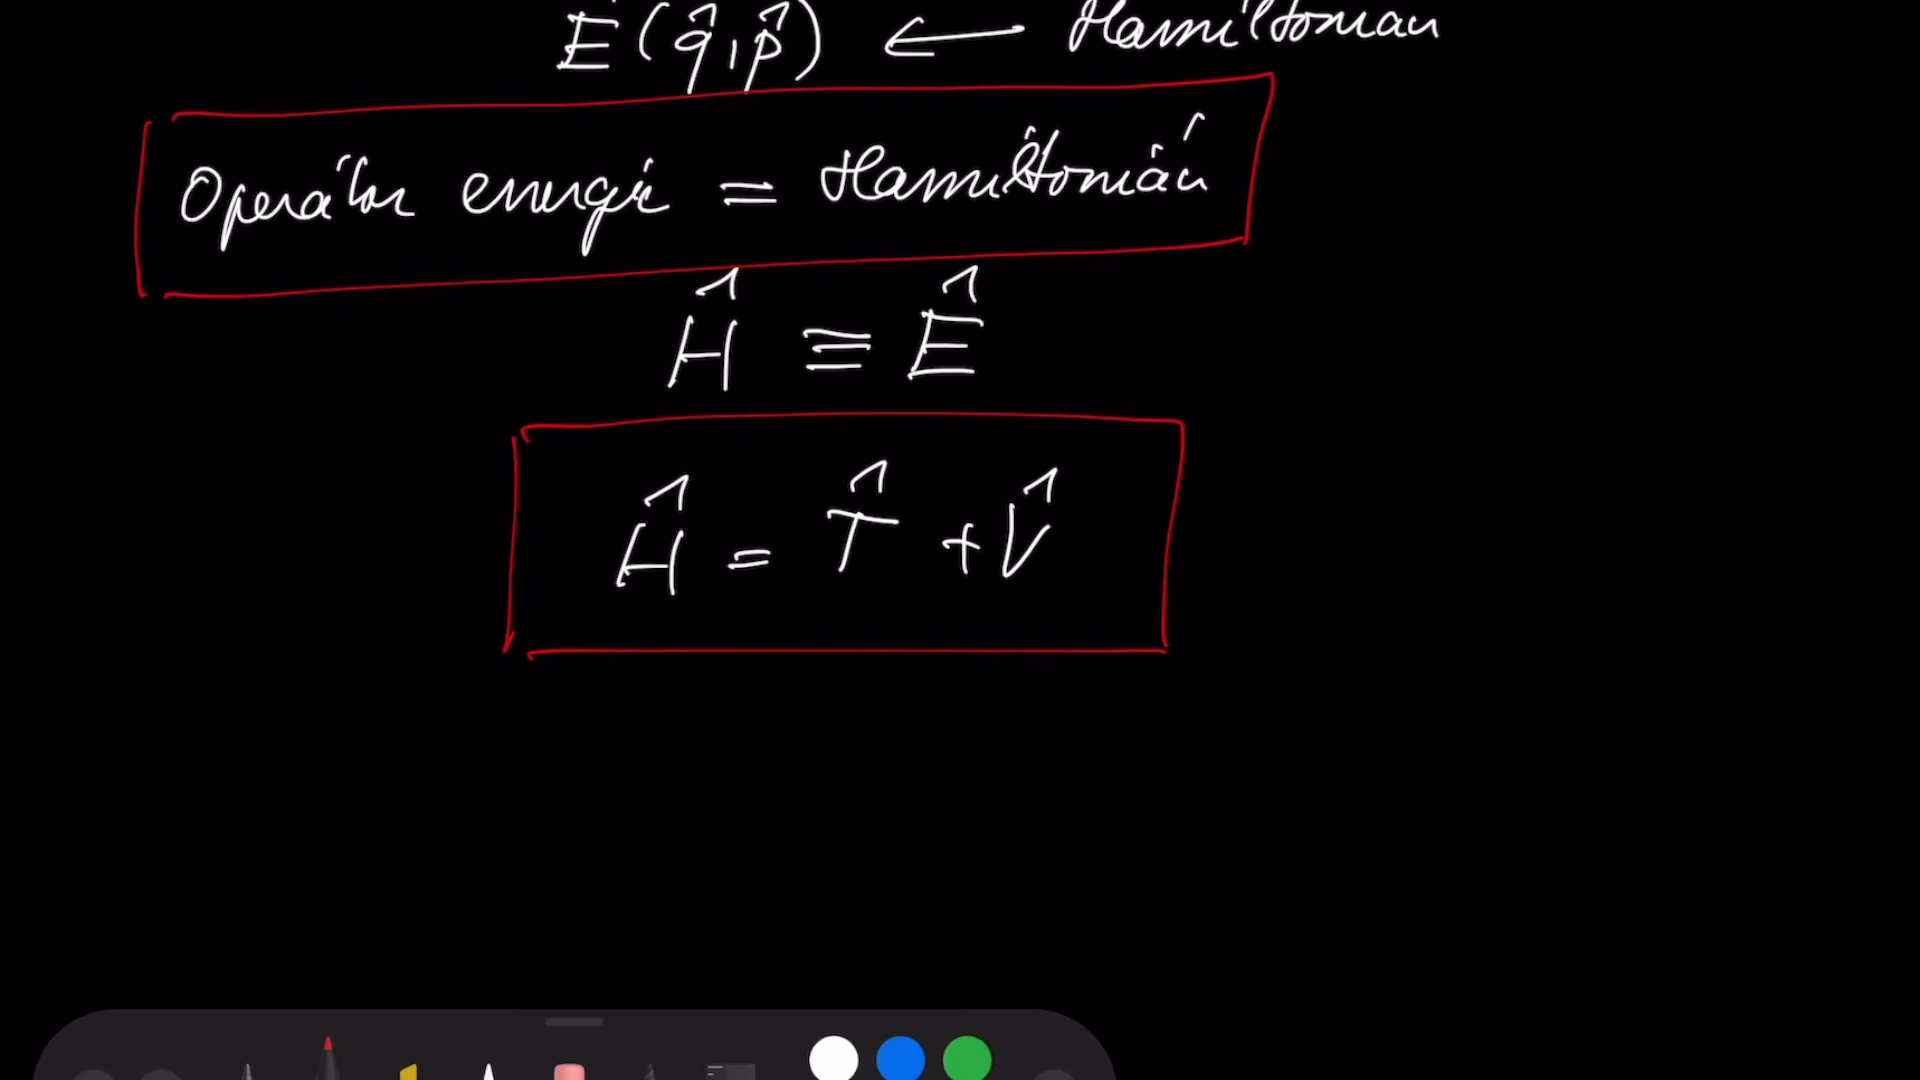 Ê(q̂,p̂) ← Hamiltonian
Operátor energie = Hamiltonián
Ĥ ≡ Ê
Ĥ = T̂ + V̂